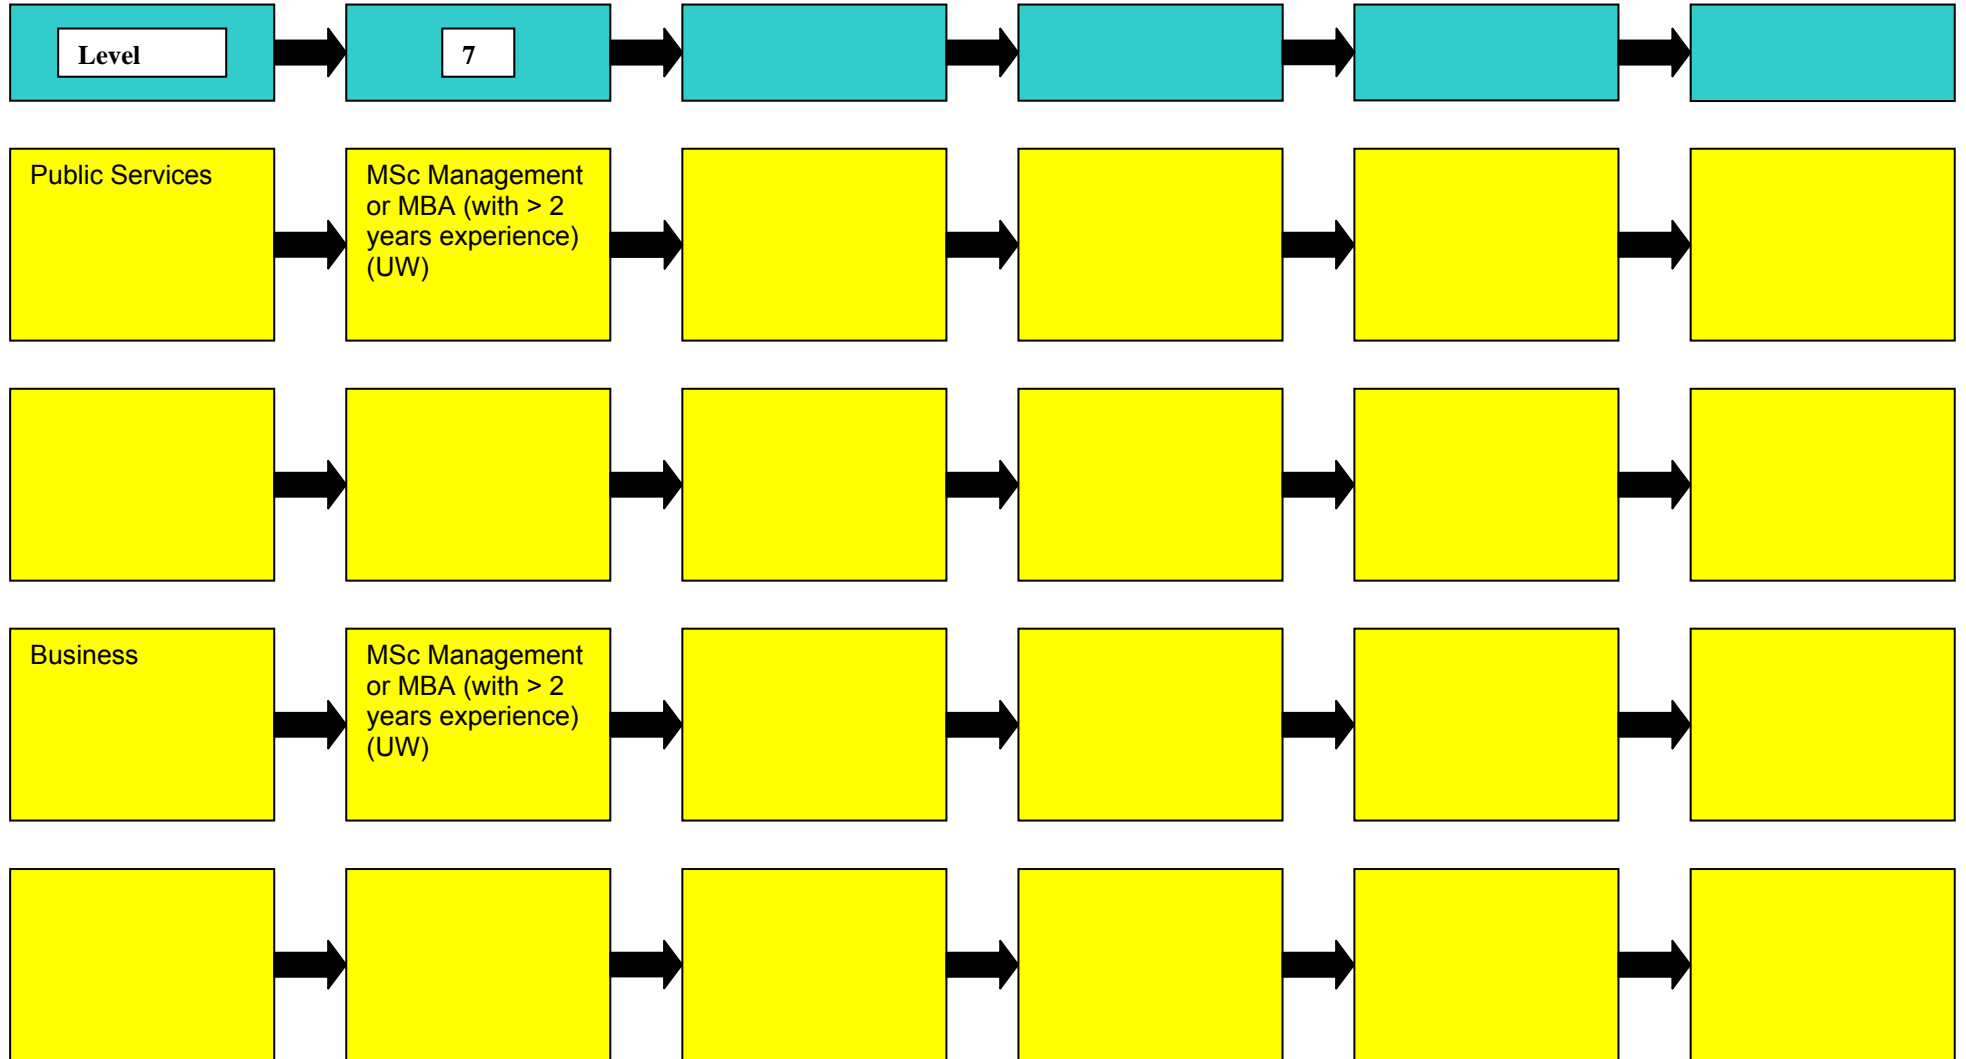 Level
7
Public Services
MSc Management
or MBA (with > 2
years experience)
(UW)
Business
MSc Management
or MBA (with > 2
years experience)
(UW)